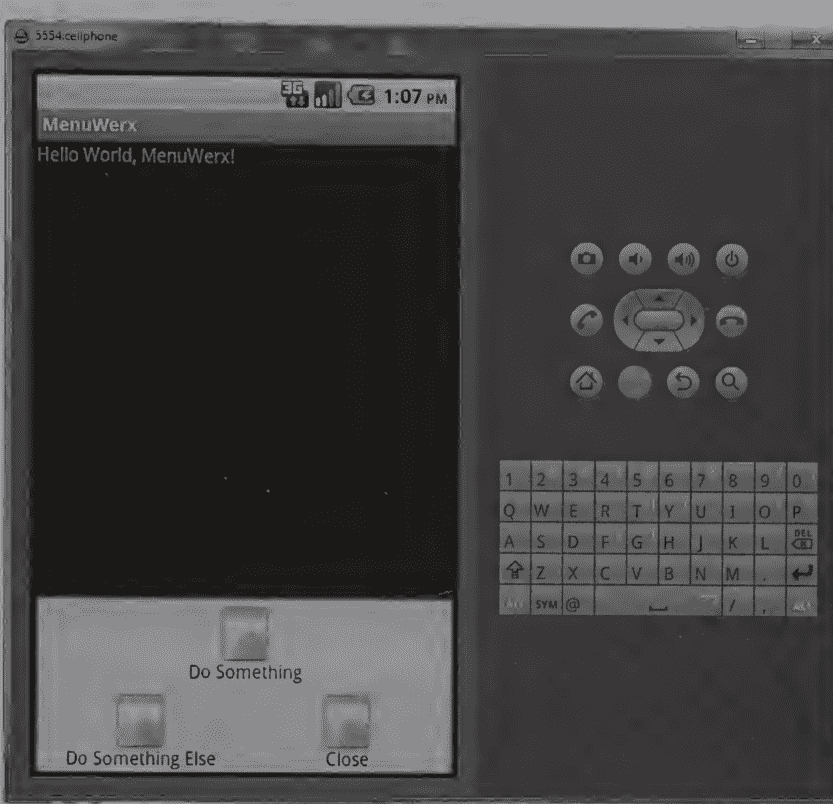 5554:cellphone
3G 1:07 PM
MenuWerx
Hello World, MenuWerx!
1 2 3 4 5 6 7 8 9 0
Q W E R T Y U I O P
A S D F G H J K L DEL
Z X C V B N M .
SYM @ / ,
Do Something
Do Something Else Close